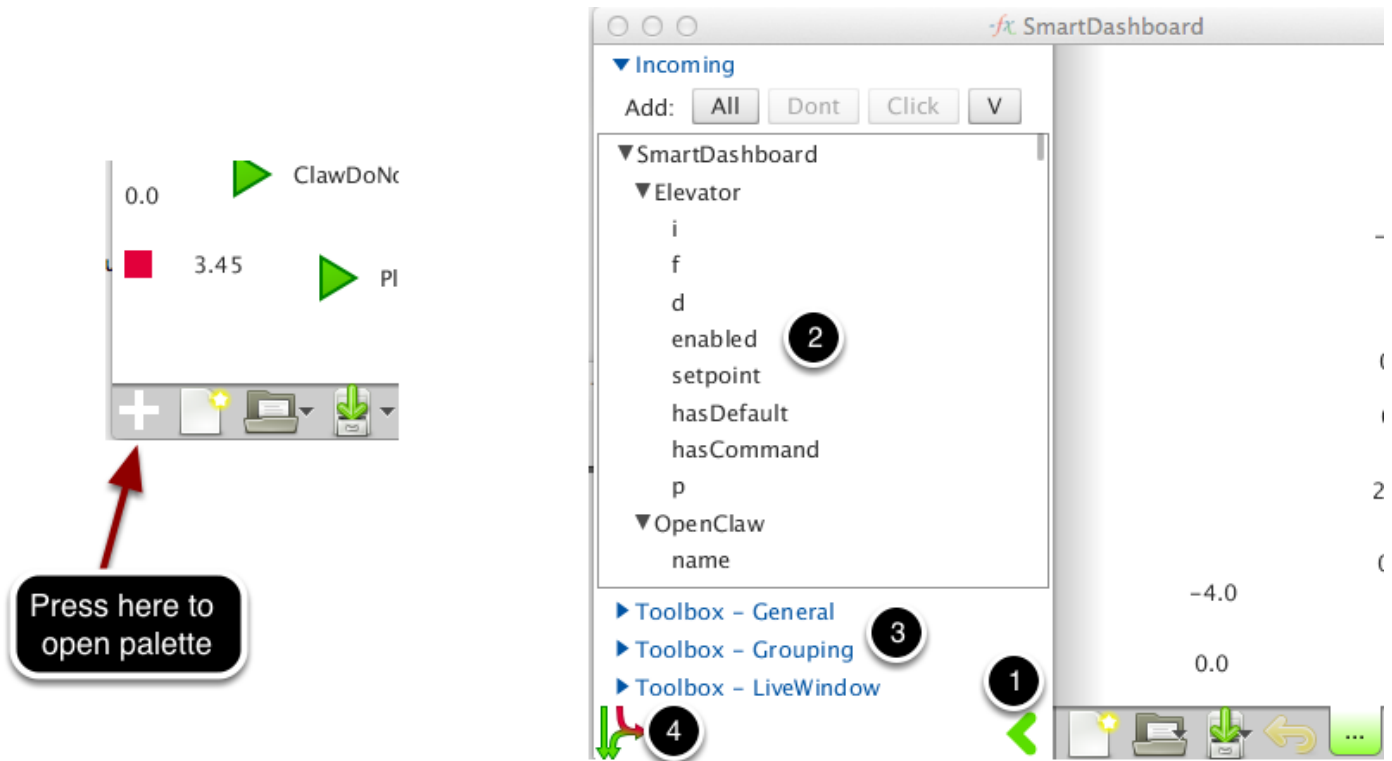 ClawDoNo
0.0
3.45
Pl
Press here to
open palette
SmartDashboard
Incoming
Add: All Dont Click V
SmartDashboard
Elevator
i
f
d
enabled
2
setpoint
hasDefault
hasCommand
p
OpenClaw
name
Toolbox – General
3
Toolbox – Grouping
Toolbox – LiveWindow
1
4
-4.0
0.0
2
...